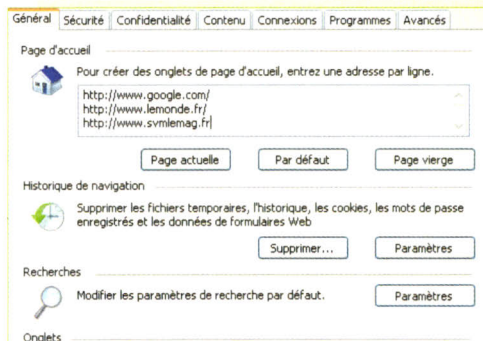 Général Sécurité Confidentialité Contenu Connexions Programmes Avancés
Page d'accueil
Pour créer des onglets de page d'accueil, entrez une adresse par ligne.
http://www.google.com/
http://www.lemonde.fr/
http://www.svmlemag.fr
Page actuelle Par défaut Page vierge
Historique de navigation
Supprimer les fichiers temporaires, l'historique, les cookies, les mots de passe
enregistrés et les données de formulaires Web
Supprimer... Paramètres
Recherches
Modifier les paramètres de recherche par défaut. Paramètres
Onglets